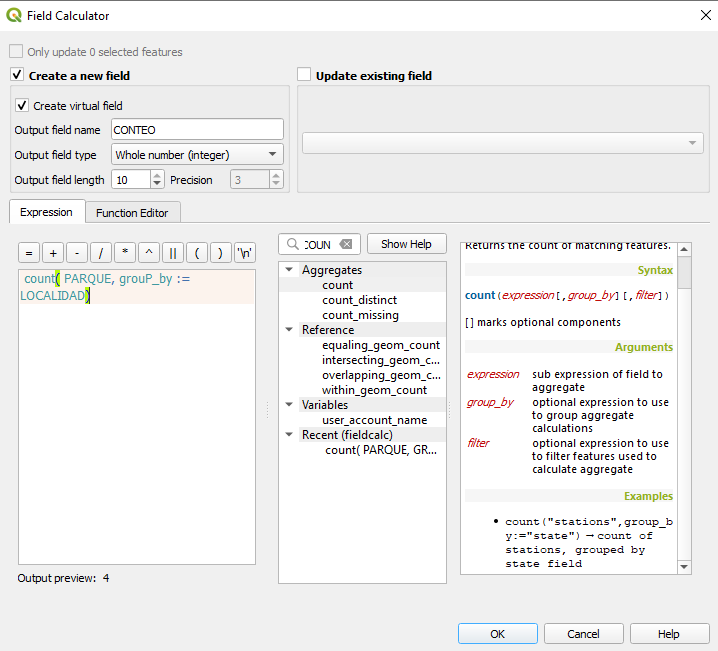 Field Calculator
Only update 0 selected features
Create a new field
Update existing field
Create virtual field
Output field name CONTEO
Output field type Whole number (integer)
Output field length 10 Precision 3
Expression Function Editor
= + - / * ^ || ( ) '\n'
count( PARQUE, grouP_by :=
LOCALIDAD)
Output preview: 4
COUN Show Help
Aggregates
count
count_distinct
count_missing
Reference
equaling_geom_count
intersecting_geom_c...
overlapping_geom_c...
within_geom_count
Variables
user_account_name
Recent (fieldcalc)
count( PARQUE, GR...
Returns the count of matching features.
Syntax
count(expression[,group_by][,filter])
[ ] marks optional components
Arguments
expression sub expression of field to
aggregate
group_by optional expression to use
to group aggregate
calculations
filter optional expression to use
to filter features used to
calculate aggregate
Examples
• count("stations",group_b
y:="state") → count of
stations, grouped by
state field
OK Cancel Help